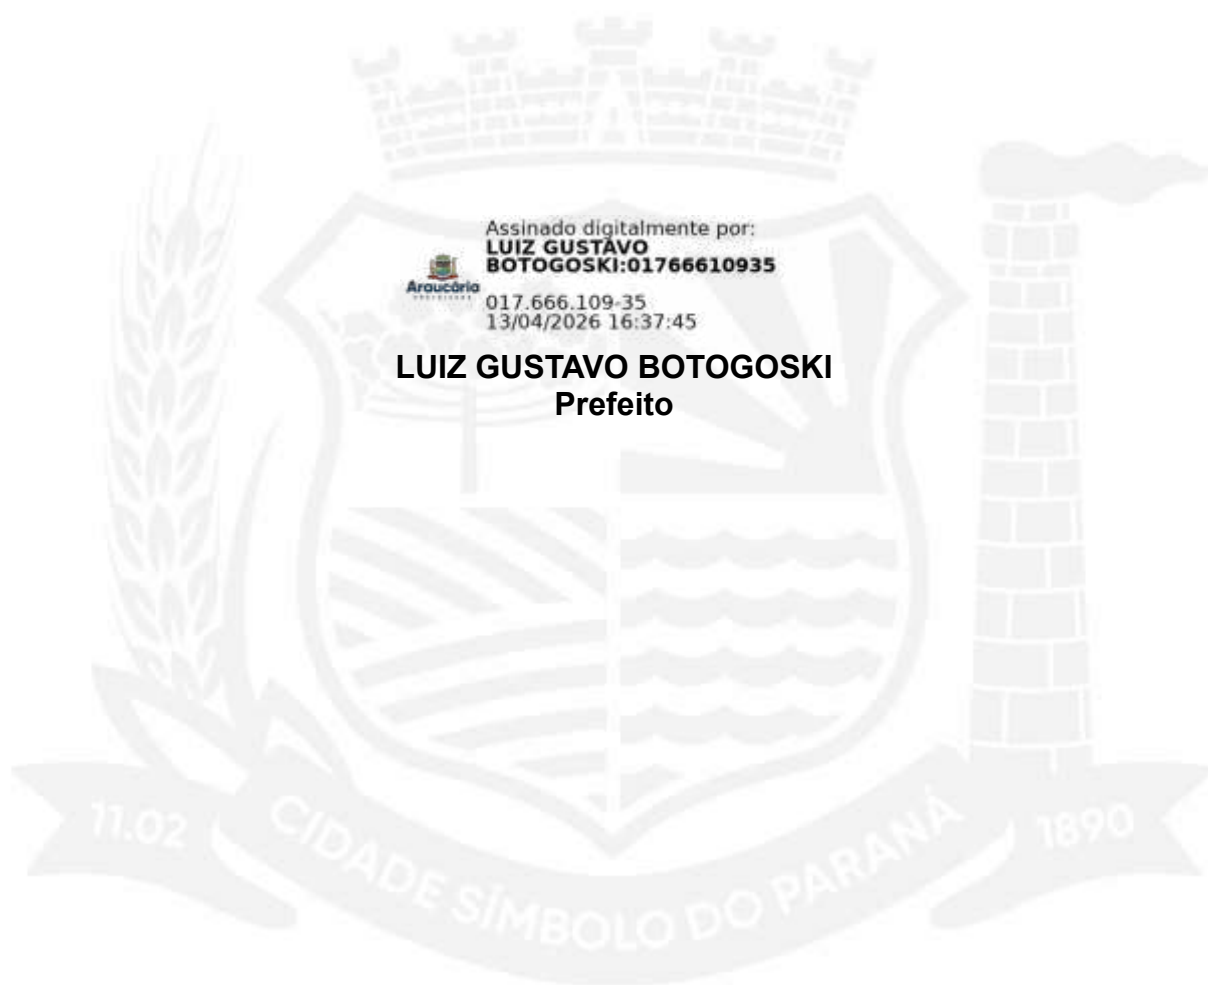 Assinado digitalmente por:
LUIZ GUSTAVO
BOTOGOSKI:01766610935
Araucária
PREFEITURA
017.666.109-35
13/04/2026 16:37:45
LUIZ GUSTAVO BOTOGOSKI
Prefeito
11.02 CIDADE SÍMBOLO DO PARANÁ 1890